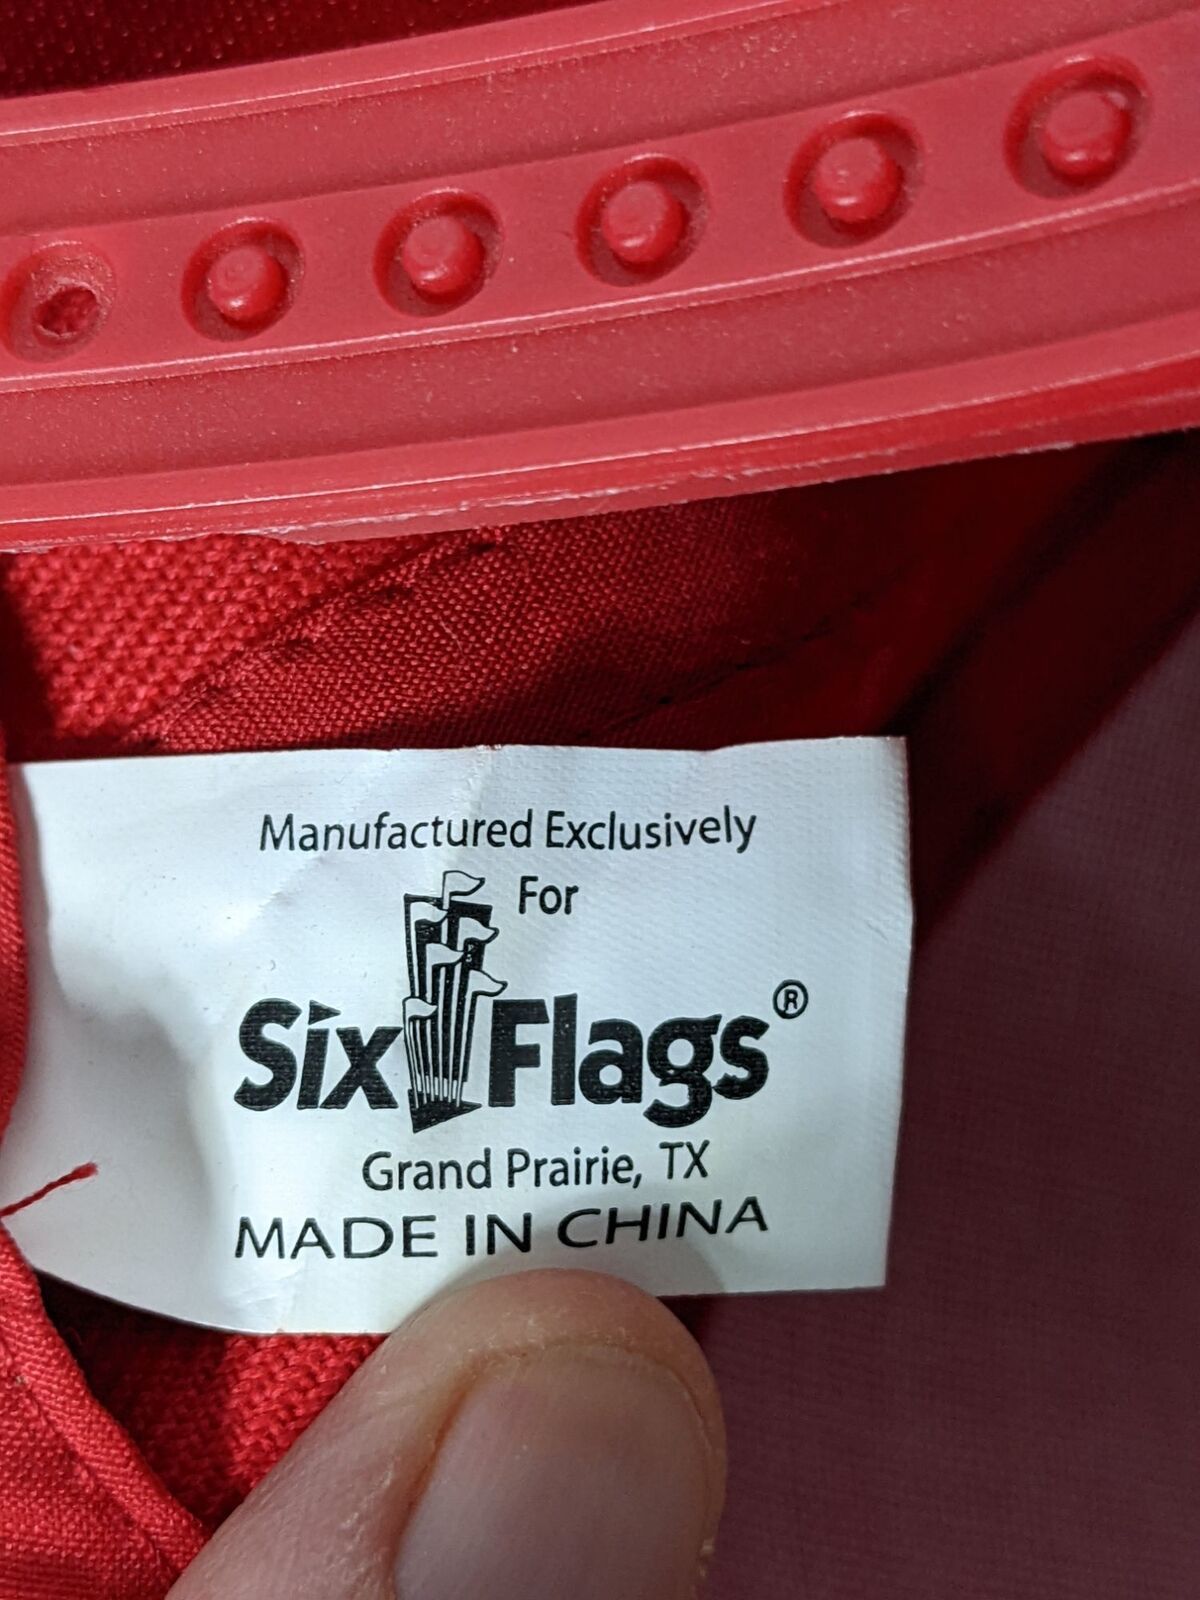 Manufactured Exclusively
For
Six Flags®
Grand Prairie, TX
MADE IN CHINA